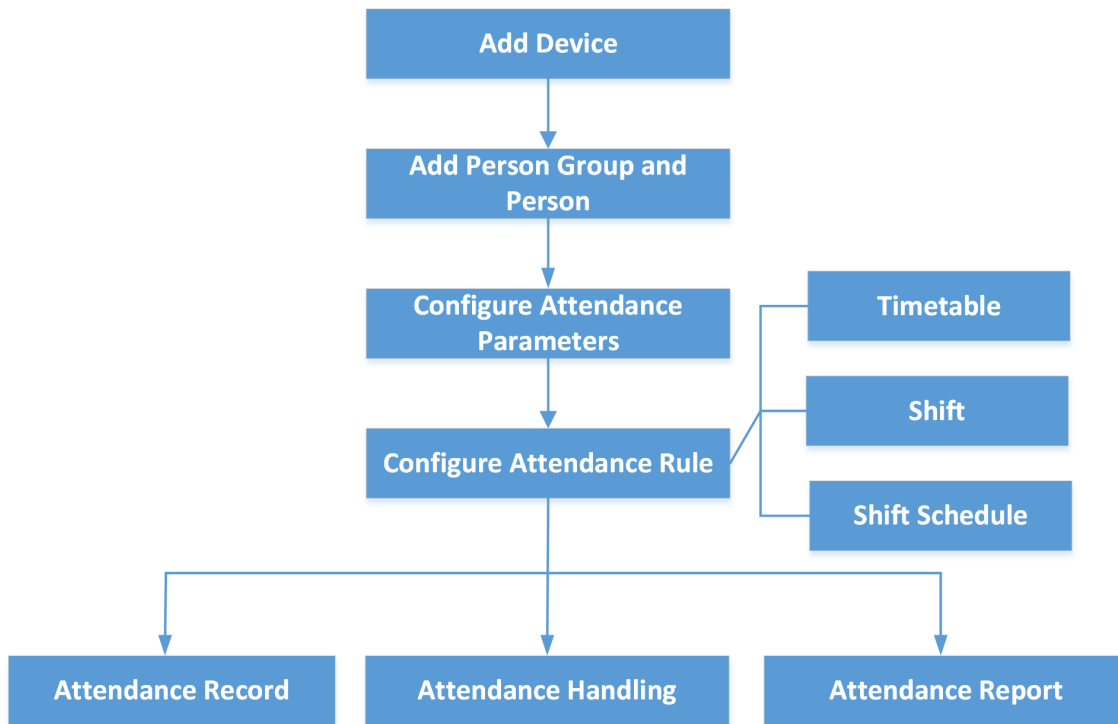 Add Device
Add Person Group and
Person
Configure Attendance
Parameters
Timetable
Shift
Configure Attendance Rule
Shift Schedule
Attendance Record
Attendance Handling
Attendance Report